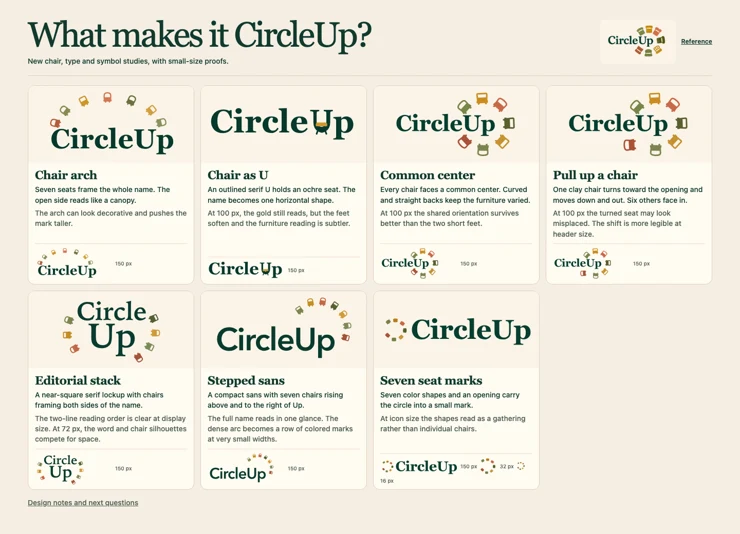 What makes it CircleUp?
New chair, type and symbol studies, with small-size proofs.
CircleUp
Reference
CircleUp
Chair arch
Seven seats frame the whole name. The
open side reads like a canopy.
The arch can look decorative and pushes the
mark taller.
CircleUp
150 px
CircleUp
Chair as U
An outlined serif U holds an ochre seat. The
name becomes one horizontal shape.
At 100 px, the gold still reads, but the feet
soften and the furniture reading is subtler.
CircleUp
150 px
CircleUp
Common center
Every chair faces a common center. Curved
and straight backs keep the furniture varied.
At 100 px the shared orientation survives
better than the two short feet.
CircleUp
150 px
CircleUp
Pull up a chair
One clay chair turns toward the opening and
moves down and out. Six others face in.
At 100 px the turned seat may look
misplaced. The shift is more legible at
header size.
CircleUp
150 px
Circle
Up
Editorial stack
A near-square serif lockup with chairs
framing both sides of the name.
The two-line reading order is clear at display
size. At 72 px, the word and chair silhouettes
compete for space.
Circle
Up
150 px
CircleUp
Stepped sans
A compact sans with seven chairs rising
above and to the right of Up.
The full name reads in one glance. The
dense arc becomes a row of colored marks
at very small widths.
CircleUp
150 px
CircleUp
Seven seat marks
Seven color shapes and an opening carry
the circle into a small mark.
At icon size the shapes read as a gathering
rather than individual chairs.
CircleUp
150 px
32 px
16 px
Design notes and next questions